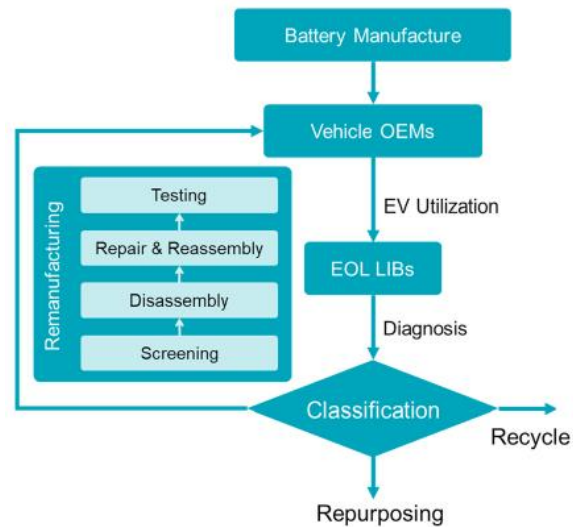 Battery Manufacture
Vehicle OEMs
EV Utilization
EOL LIBs
Diagnosis
Classification
Recycle
Repurposing
Remanufacturing
Testing
Repair & Reassembly
Disassembly
Screening